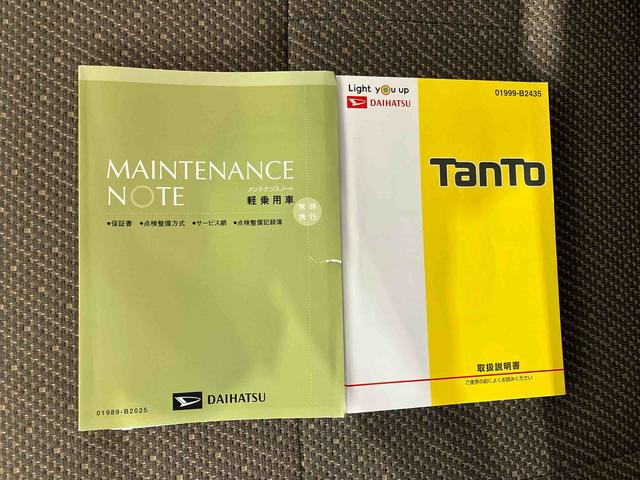 MAINTENANCE
NOTE
メンテナンスノート
軽乗用車
常時
携行
●保証書 ●点検整備方式 ●サービス網 ●点検整備記録簿
DAIHATSU
01989-B2025
Light you up
DAIHATSU
01999-B2435
TanTo
取扱説明書
ご使用の前によくお読みください